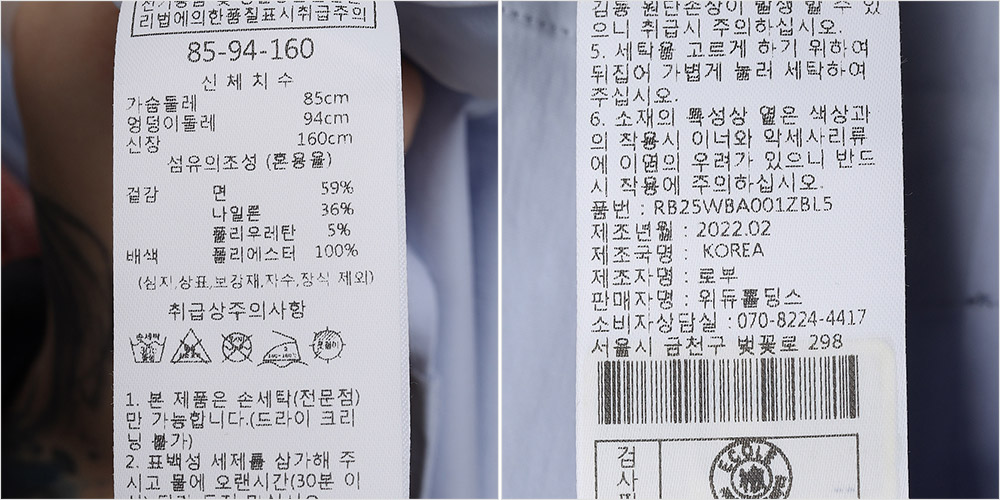 리법에의한품질표시취급주의
85-94-160
신체치수
가슴둘레 85cm
엉덩이둘레 94cm
신장 160cm
섬유의조성 (혼용율)
겉감 면 59%
나일론 36%
폴리우레탄 5%
배색 폴리에스터 100%
(심지,상표,보강재,자수,장식 제외)
취급상주의사항
1. 본 제품은 손세탁(전문점)
만 가능합니다.(드라이 크리
닝 불가)
2. 표백성 세제를 삼가해 주
시고 물에 오랜시간(30분 이
으니 취급시 주의하십시오.
5. 세탁을 고르게 하기 위하여
뒤집어 가볍게 눌러 세탁하여
주십시오.
6. 소재의 특성상 옅은 색상과
의 착용시 이너와 악세사리류
에 이염의 우려가 있으니 반드
시 착용에 주의하십시오.
품번 : RB25WBA001ZBL5
제조년월 : 2022.02
제조국명 : KOREA
제조자명 : 로부
판매자명 : 위듀홀딩스
소비자상담실 : 070-8224-4417
서울시 금천구 벚꽃로 298
검
사
ECOLE